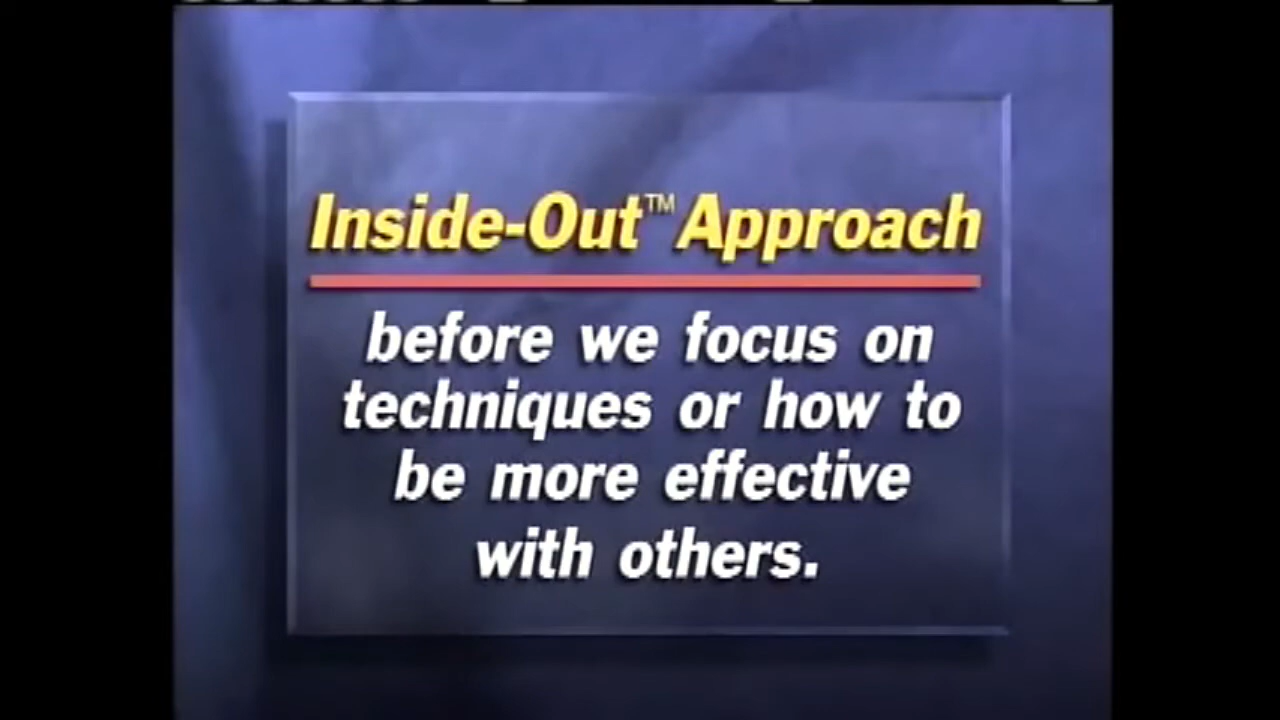 Inside-Out™ Approach
before we focus on
techniques or how to
be more effective
with others.